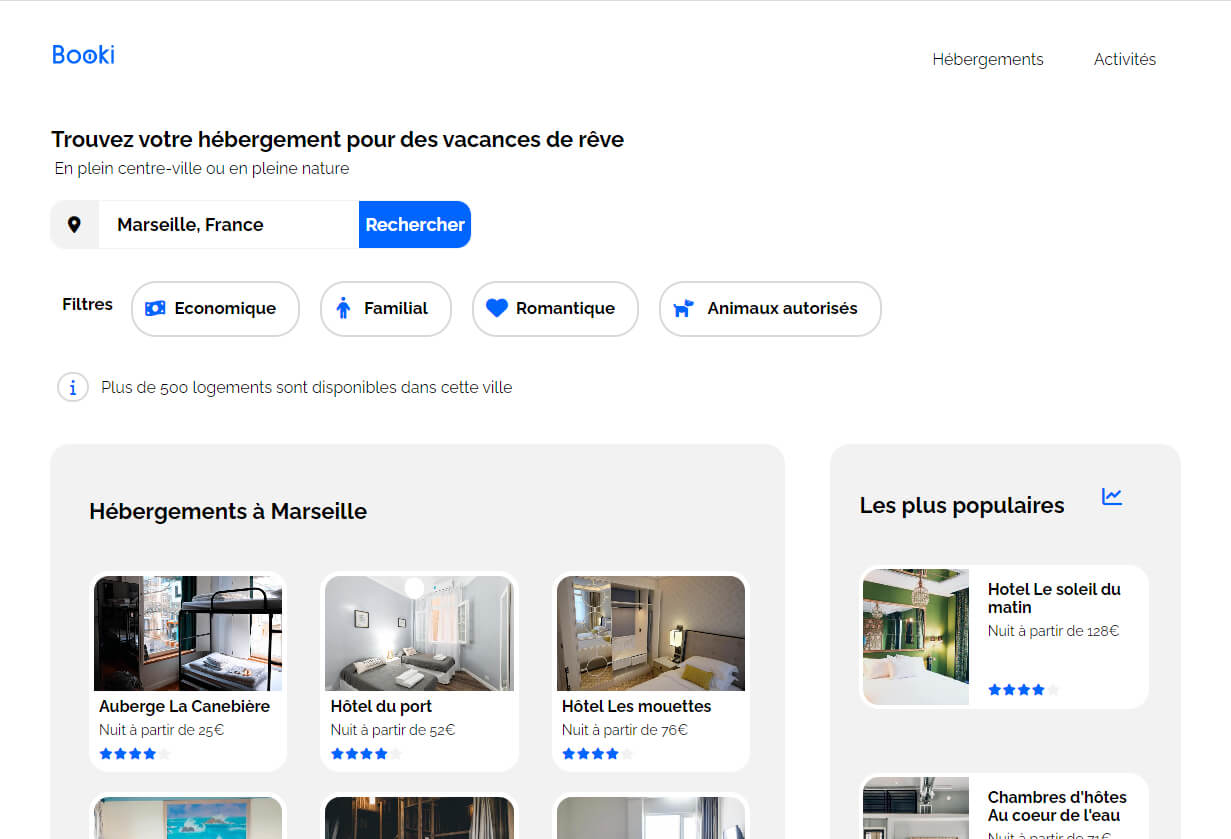 Booki
Hébergements
Activités
Trouvez votre hébergement pour des vacances de rêve
En plein centre-ville ou en pleine nature
Marseille, France
Rechercher
Filtres
Economique
Familial
Romantique
Animaux autorisés
Plus de 500 logements sont disponibles dans cette ville
Hébergements à Marseille
Auberge La Canebière
Nuit à partir de 25€
Hôtel du port
Nuit à partir de 52€
Hôtel Les mouettes
Nuit à partir de 76€
Les plus populaires
Hotel Le soleil du
matin
Nuit à partir de 128€
Chambres d'hôtes
Au coeur de l'eau
Nuit à partir de 71€